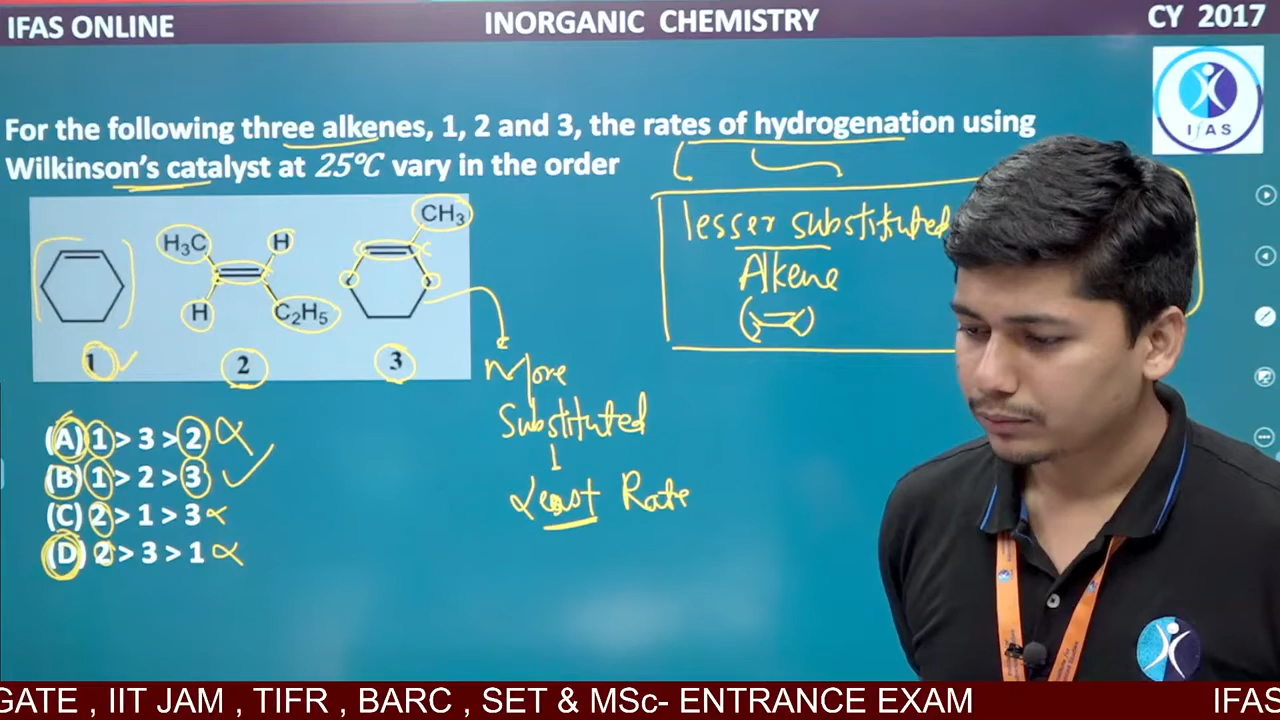 IFAS ONLINE
INORGANIC CHEMISTRY
CY 2017
IfAS
For the following three alkenes, 1, 2 and 3, the rates of hydrogenation using
Wilkinson's catalyst at 25°C vary in the order
lesser substituted
Alkene
CH3
H3C
H
H
C2H5
1
2
3
More
Substituted
Least Rate
(A) 1 > 3 > 2
(B) 1 > 2 > 3
(C) 2 > 1 > 3
(D) 2 > 3 > 1
GATE , IIT JAM , TIFR , BARC , SET & MSc- ENTRANCE EXAM
IFAS